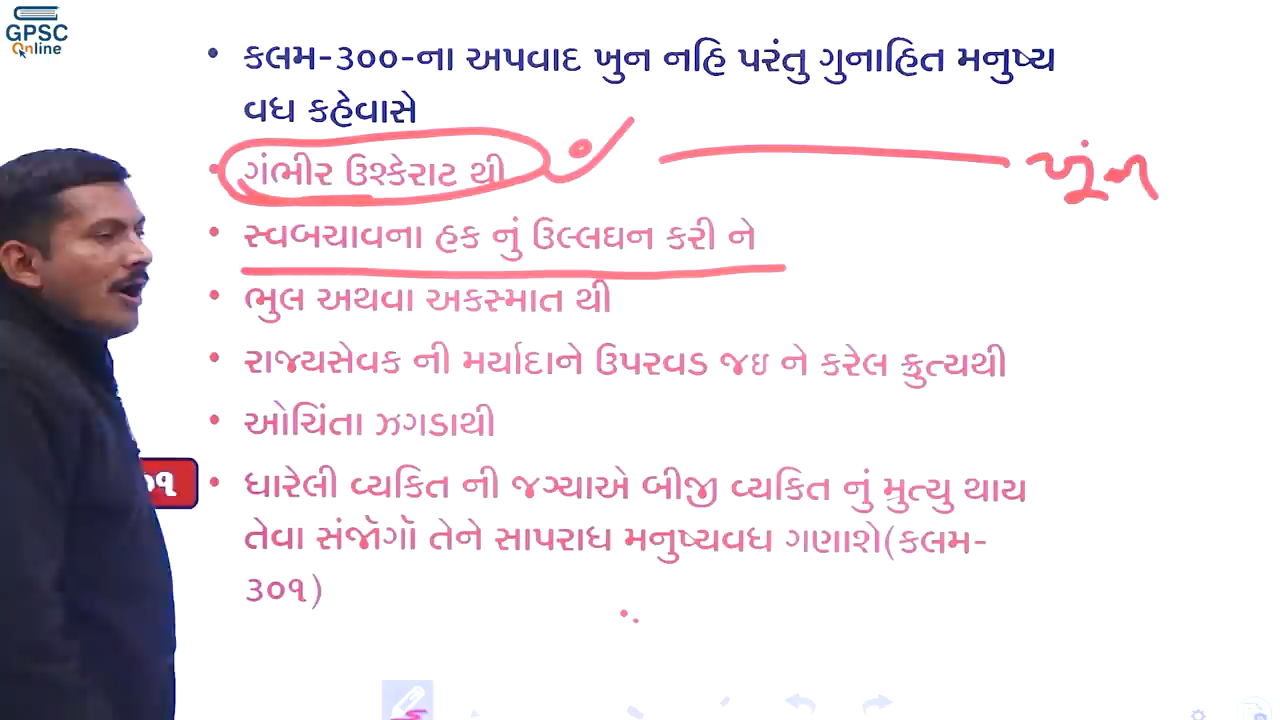 GPSC
Online
• કલમ-૩૦૦-ના અપવાદ ખુન નહિ પરંતુ ગુનાહિત મનુષ્ય
વધ કહેવાસે
• ગંભીર ઉશ્કેરાટ થી
ખૂન
• સ્વબચાવના હક નું ઉલ્લઘન કરી ને
• ભુલ અથવા અકસ્માત થી
• રાજ્યસેવક ની મર્યાદાને ઉપરવડ જઇ ને કરેલ ક્રુત્યથી
• ઓચિંતા ઝગડાથી
• ધારેલી વ્યકિત ની જગ્યાએ બીજી વ્યકિત નું મ્રુત્યુ થાય
તેવા સંજૉગૉ તેને સાપરાધ મનુષ્યવધ ગણાશે(કલમ-
૩૦૧)